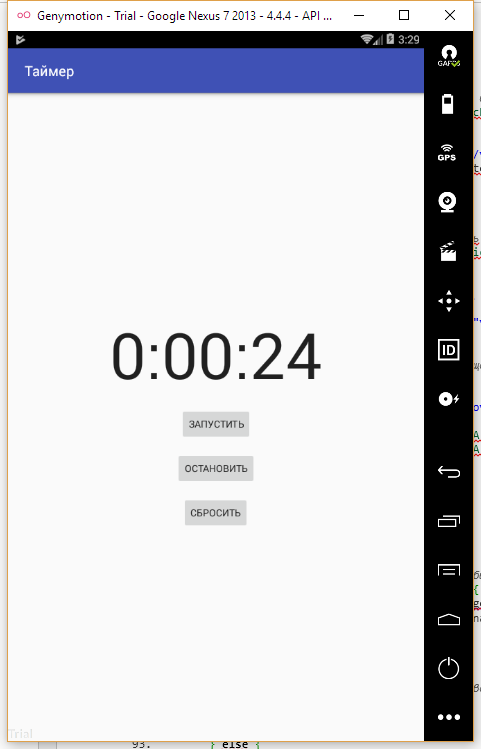 Genymotion - Trial - Google Nexus 7 2013 - 4.4.4 - API ...
3:29
Таймер
0:00:24
ЗАПУСТИТЬ
ОСТАНОВИТЬ
СБРОСИТЬ
GPS
ID
Trial
93. } else {